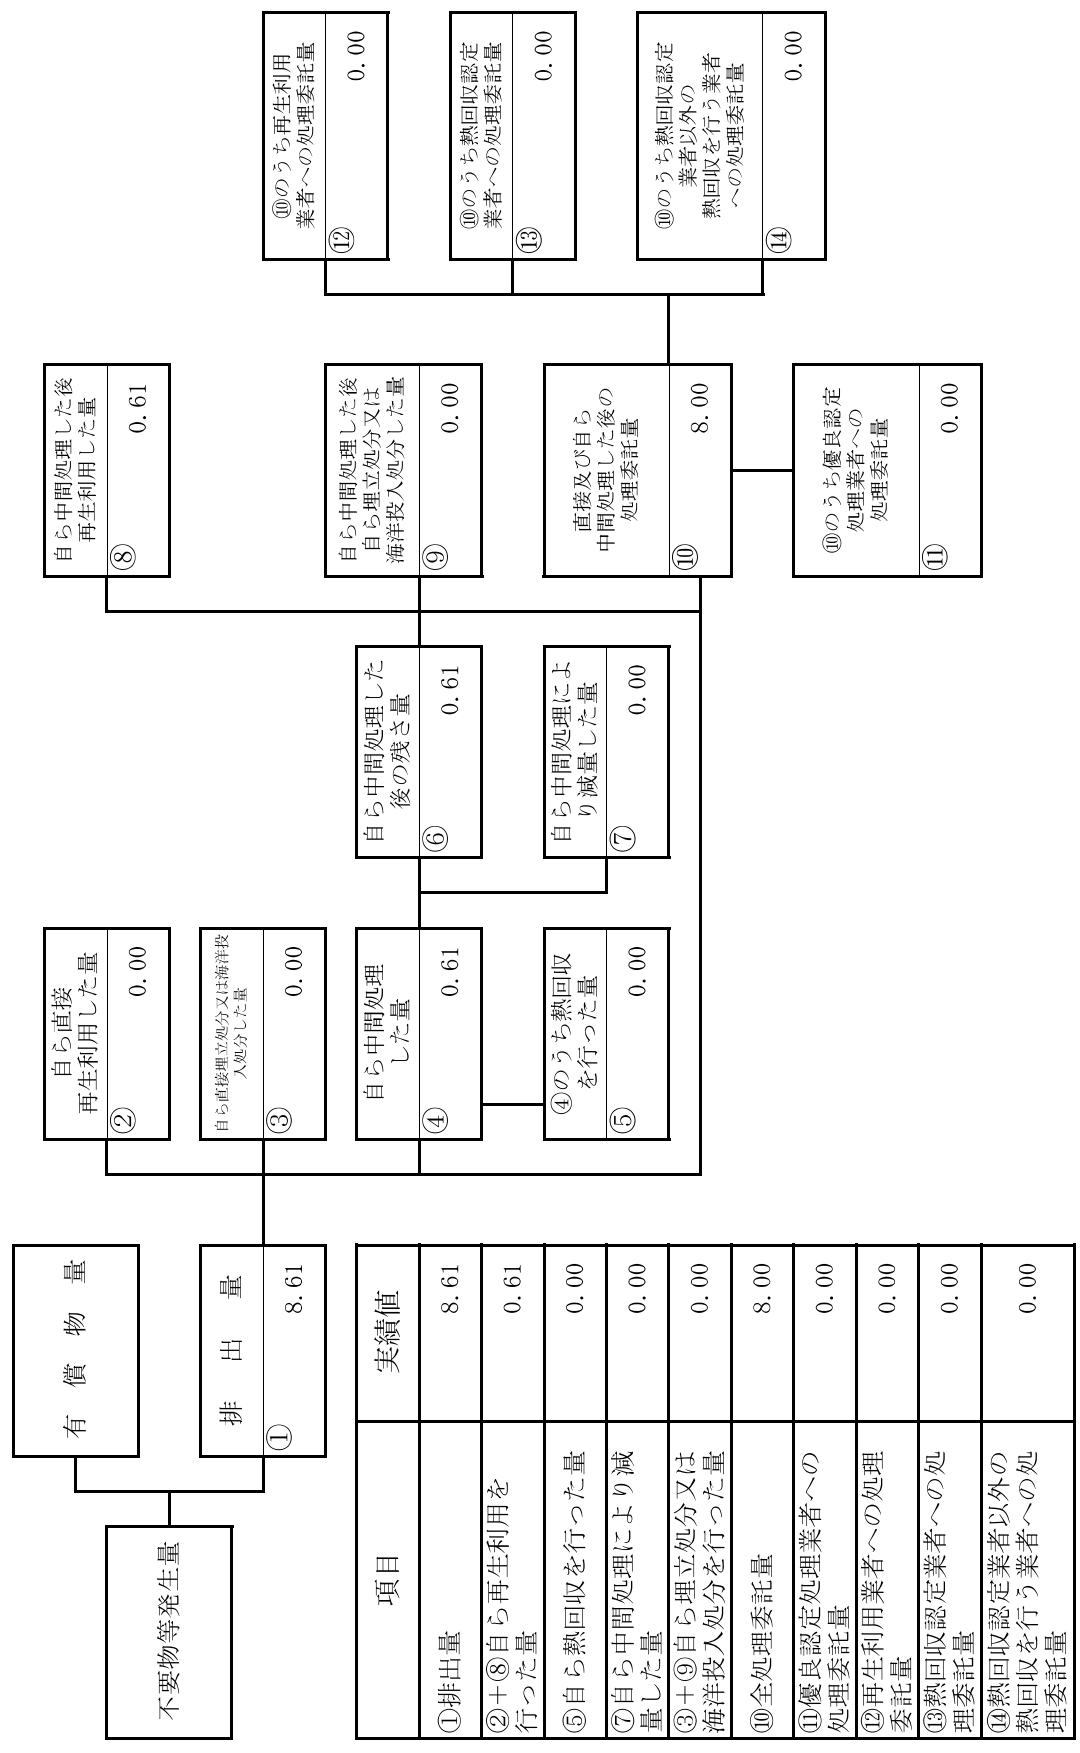 不要物等発生量
有償物量
排出量
① 8.61
自ら直接
再生利用した量
② 0.00
自ら直接埋立処分又は海洋投
入処分した量
③ 0.00
自ら中間処理
した量
④ 0.61
④のうち熱回収
を行った量
⑤ 0.00
自ら中間処理した
後の残さ量
⑥ 0.61
自ら中間処理によ
り減量した量
⑦ 0.00
自ら中間処理した後
再生利用した量
⑧ 0.61
自ら中間処理した後
自ら埋立処分又は
海洋投入処分した量
⑨ 0.00
直接及び自ら
中間処理した後の
処理委託量
⑩ 8.00
⑩のうち優良認定
処理業者への
処理委託量
⑪ 0.00
⑩のうち再生利用
業者への処理委託量
⑫ 0.00
⑩のうち熱回収認定
業者への処理委託量
⑬ 0.00
⑩のうち熱回収認定
業者以外の
熱回収を行う業者
への処理委託量
⑭ 0.00
項目 実績値
①排出量 8.61
②+⑧自ら再生利用を
行った量 0.61
⑤自ら熱回収を行った量 0.00
⑦自ら中間処理により減
量した量 0.00
③+⑨自ら埋立処分又は
海洋投入処分を行った量 0.00
⑩全処理委託量 8.00
⑪優良認定処理業者への
処理委託量 0.00
⑫再生利用業者への処理
委託量 0.00
⑬熱回収認定業者への処
理委託量 0.00
⑭熱回収認定業者以外の
熱回収を行う業者への処
理委託量 0.00